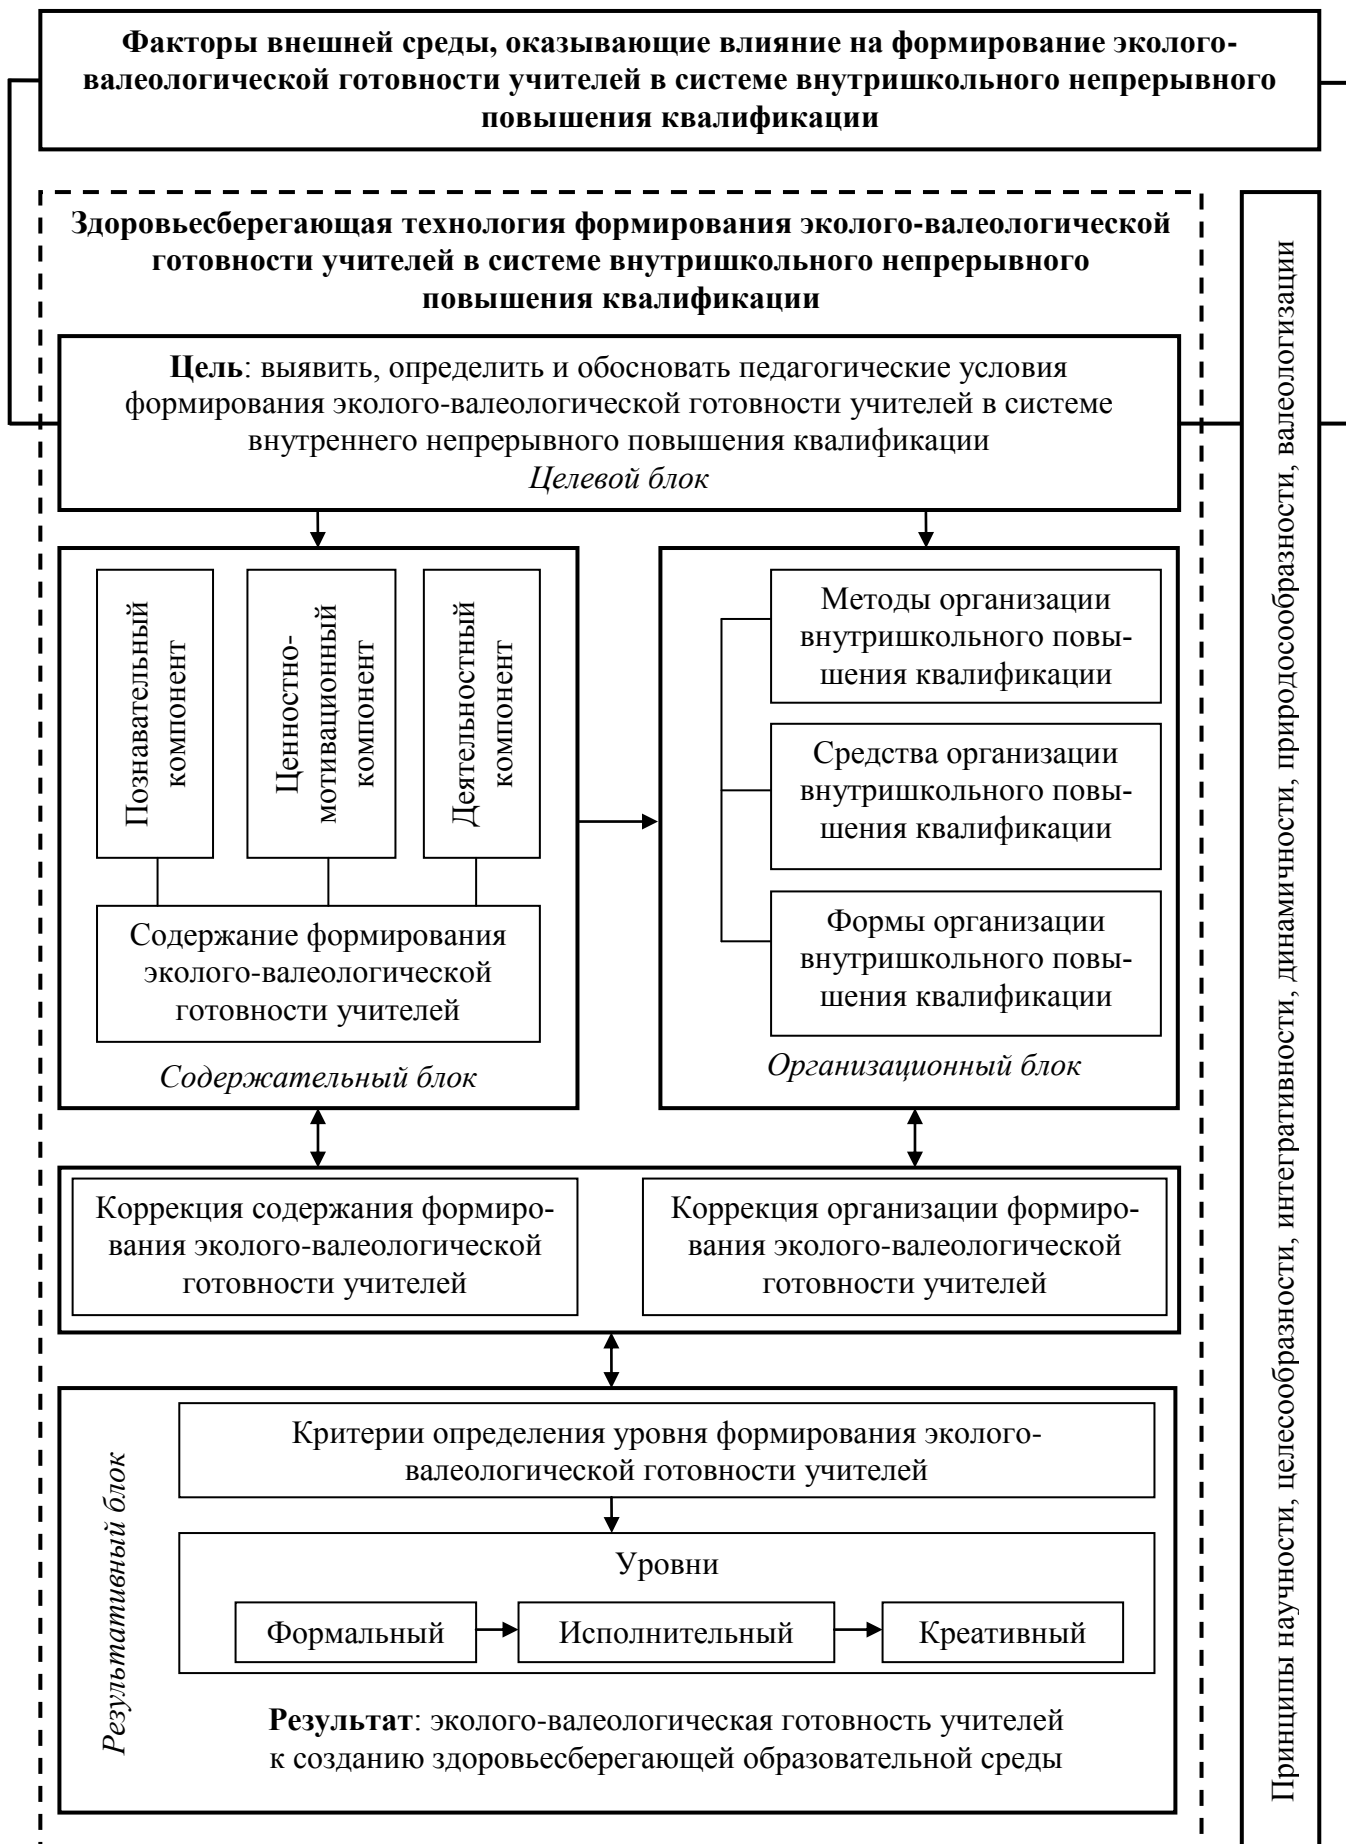 Факторы внешней среды, оказывающие влияние на формирование эколого-
валеологической готовности учителей в системе внутришкольного непрерывного
повышения квалификации
Здоровьесберегающая технология формирования эколого-валеологической
готовности учителей в системе внутришкольного непрерывного
повышения квалификации
Цель: выявить, определить и обосновать педагогические условия
формирования эколого-валеологической готовности учителей в системе
внутреннего непрерывного повышения квалификации
Целевой блок
Познавательный
компонент
Ценностно-
мотивационный
компонент
Деятельностный
компонент
Содержание формирования
эколого-валеологической
готовности учителей
Содержательный блок
Методы организации
внутришкольного повы-
шения квалификации
Средства организации
внутришкольного повы-
шения квалификации
Формы организации
внутришкольного повы-
шения квалификации
Организационный блок
Коррекция содержания формиро-
вания эколого-валеологической
готовности учителей
Коррекция организации формиро-
вания эколого-валеологической
готовности учителей
Результативный блок
Критерии определения уровня формирования эколого-
валеологической готовности учителей
Уровни
Формальный
Исполнительный
Креативный
Результат: эколого-валеологическая готовность учителей
к созданию здоровьесберегающей образовательной среды
Принципы научности, целесообразности, интегративности, динамичности, природосообразности, валеологизации